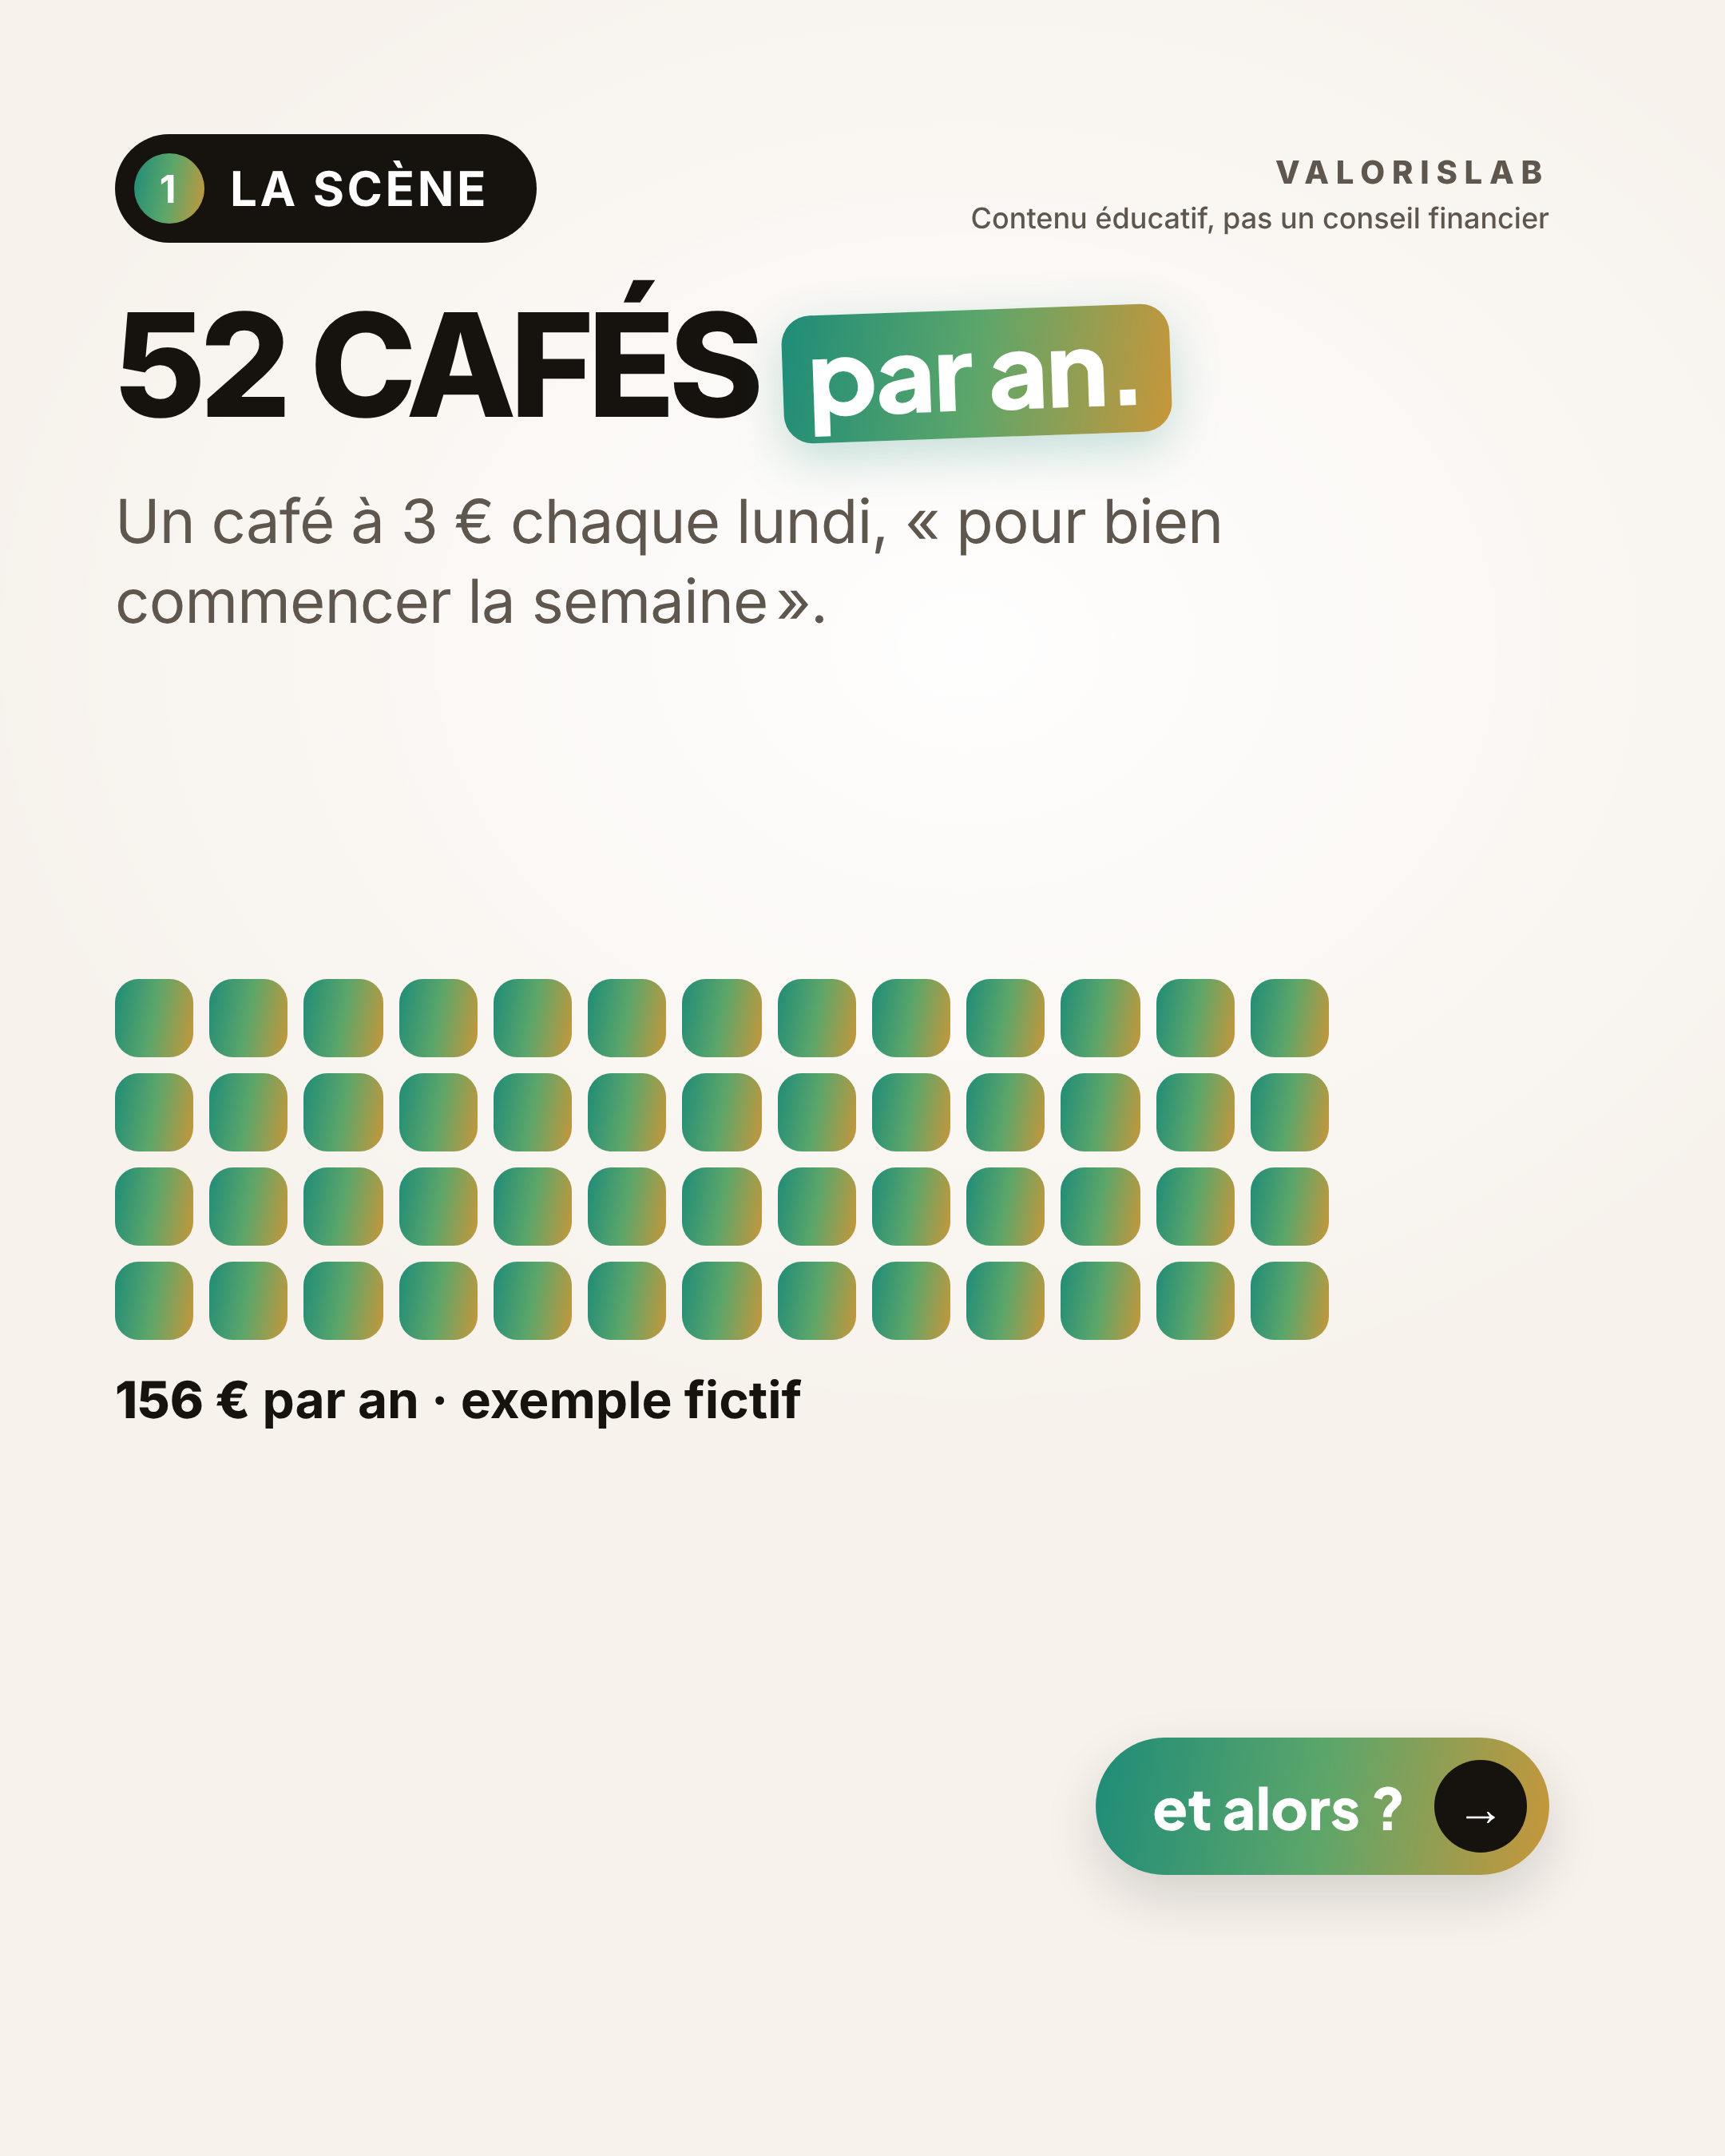 1 LA SCÈNE
VALORISLAB
Contenu éducatif, pas un conseil financier
52 CAFÉS par an.
Un café à 3 € chaque lundi, « pour bien
commencer la semaine ».
156 € par an · exemple fictif
et alors ? →